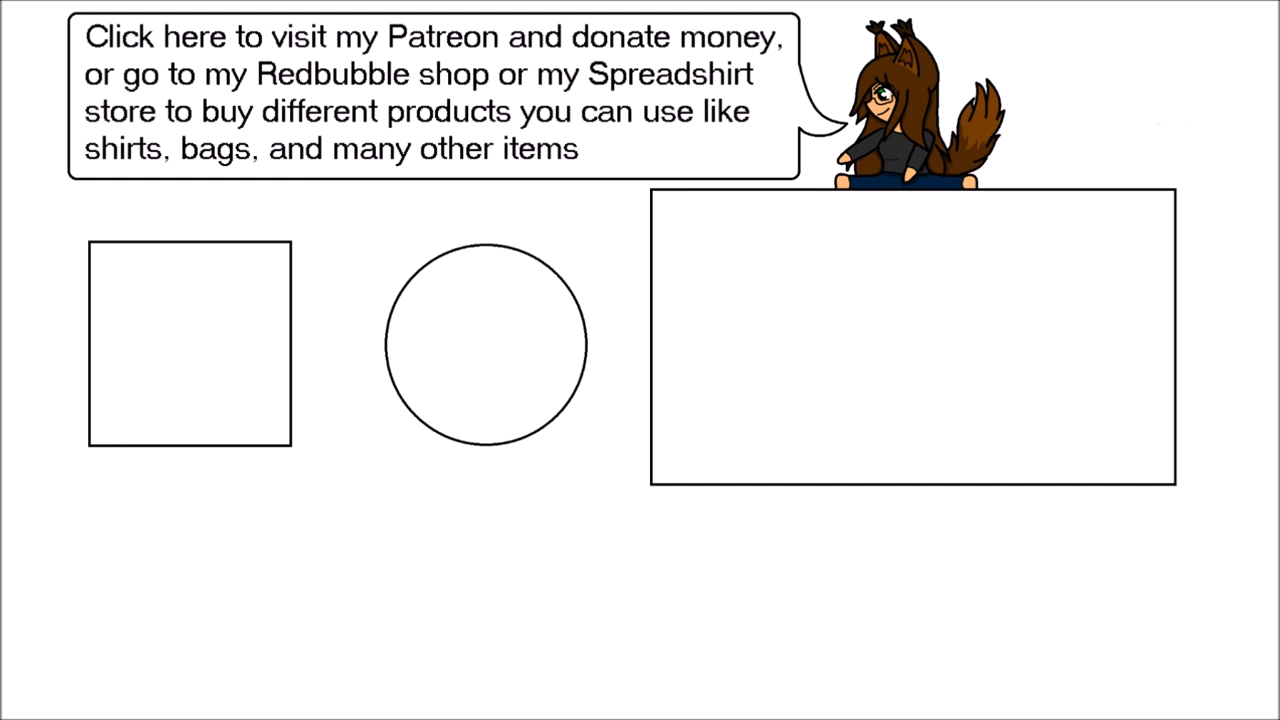 Click here to visit my Patreon and donate money,
or go to my Redbubble shop or my Spreadshirt
store to buy different products you can use like
shirts, bags, and many other items